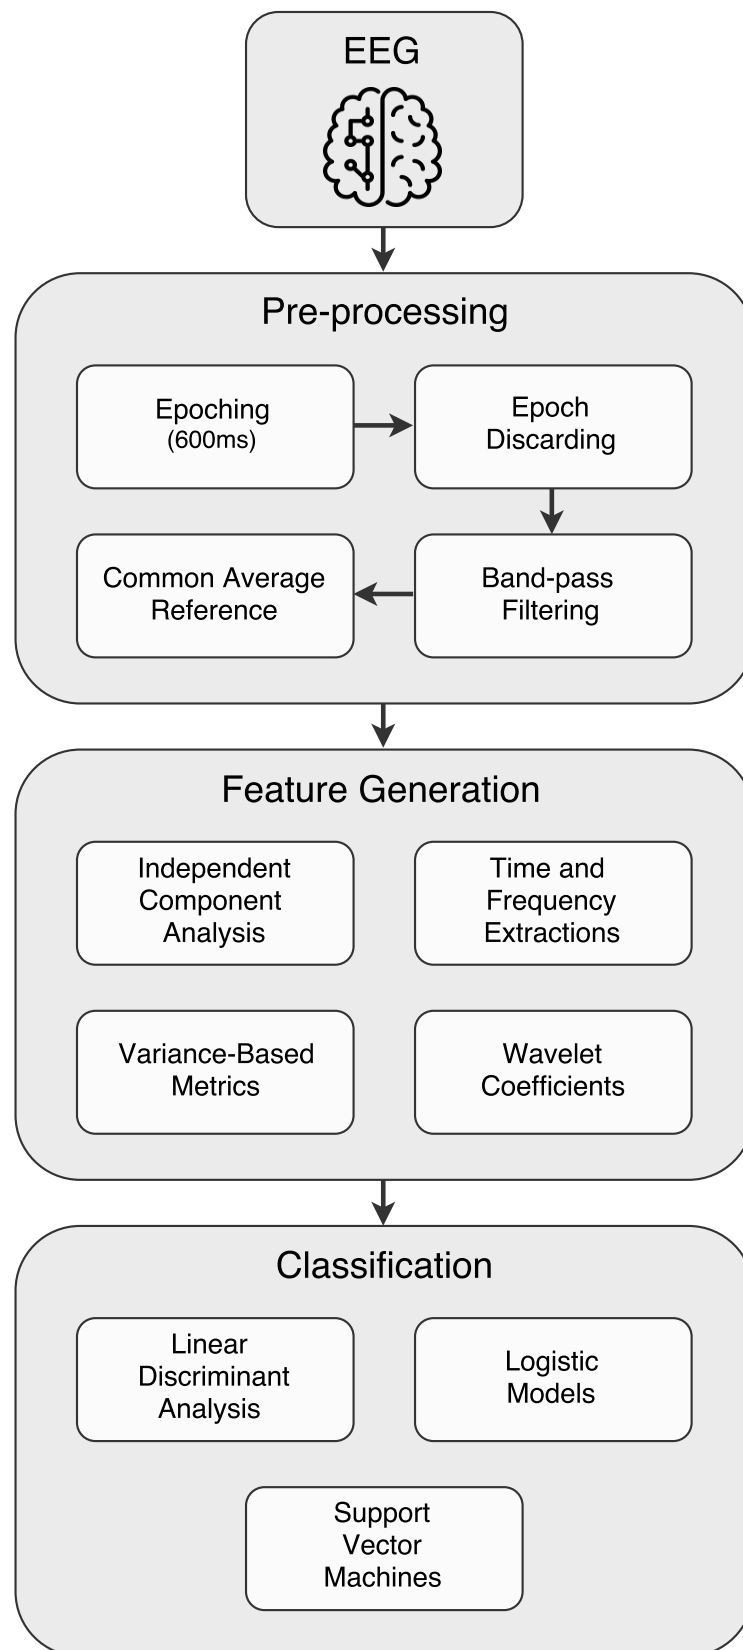 EEG
Pre-processing
Epoching
(600ms)
Epoch
Discarding
Common Average
Reference
Band-pass
Filtering
Feature Generation
Independent
Component
Analysis
Time and
Frequency
Extractions
Variance-Based
Metrics
Wavelet
Coefficients
Classification
Linear
Discriminant
Analysis
Logistic
Models
Support
Vector
Machines